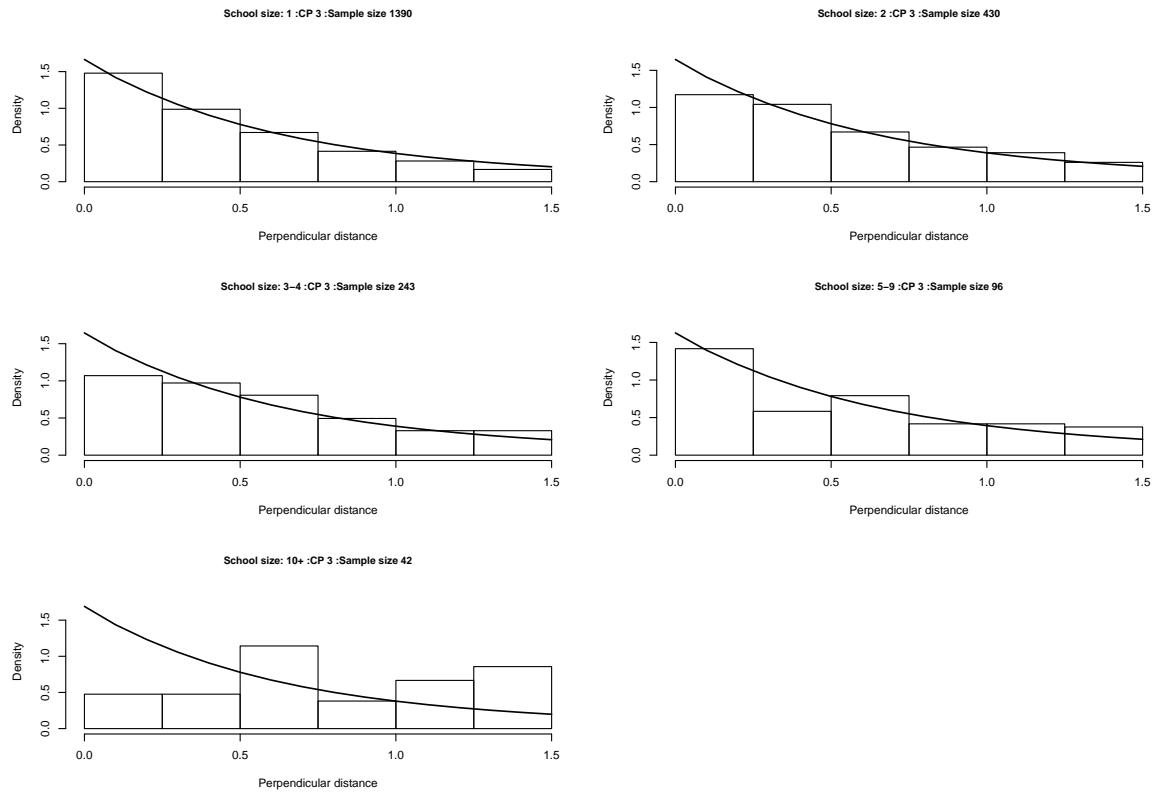 School size: 1 :CP 3 :Sample size 1390
Density
0.0 0.5 1.0 1.5
0.0 0.5 1.0 1.5
Perpendicular distance
School size: 2 :CP 3 :Sample size 430
Density
0.0 0.5 1.0 1.5
0.0 0.5 1.0 1.5
Perpendicular distance
School size: 3−4 :CP 3 :Sample size 243
Density
0.0 0.5 1.0 1.5
0.0 0.5 1.0 1.5
Perpendicular distance
School size: 5−9 :CP 3 :Sample size 96
Density
0.0 0.5 1.0 1.5
0.0 0.5 1.0 1.5
Perpendicular distance
School size: 10+ :CP 3 :Sample size 42
Density
0.0 0.5 1.0 1.5
0.0 0.5 1.0 1.5
Perpendicular distance